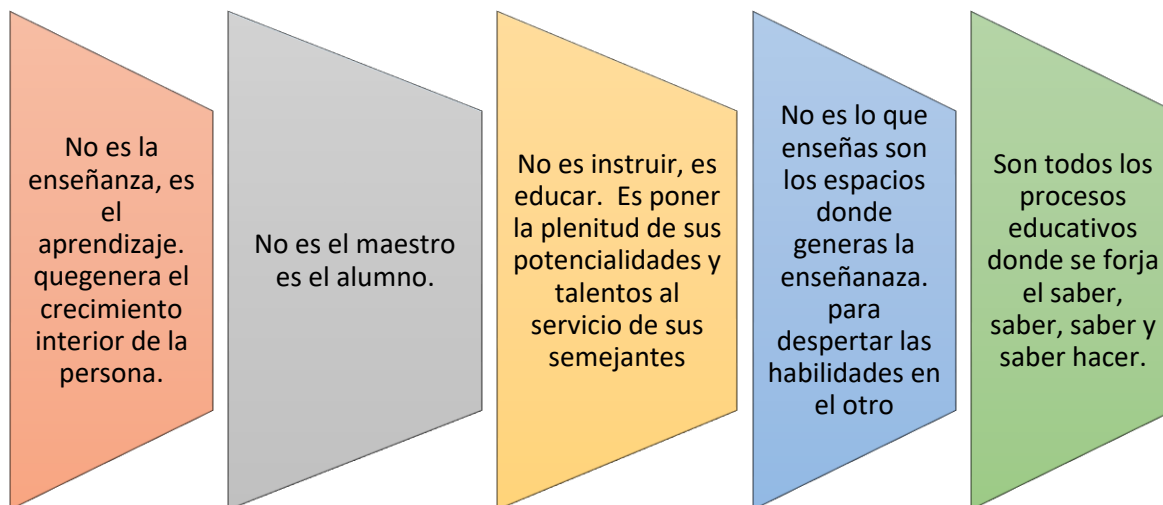 No es la
enseñanza, es
el
aprendizaje.
quegenera el
crecimiento
interior de la
persona.
No es el maestro
es el alumno.
No es instruir, es
educar. Es poner
la plenitud de sus
potencialidades y
talentos al
servicio de sus
semejantes
No es lo que
enseñas son
los espacios
donde
generas la
enseñanaza.
para
despertar las
habilidades en
el otro
Son todos los
procesos
educativos
donde se forja
el saber,
saber, saber y
saber hacer.